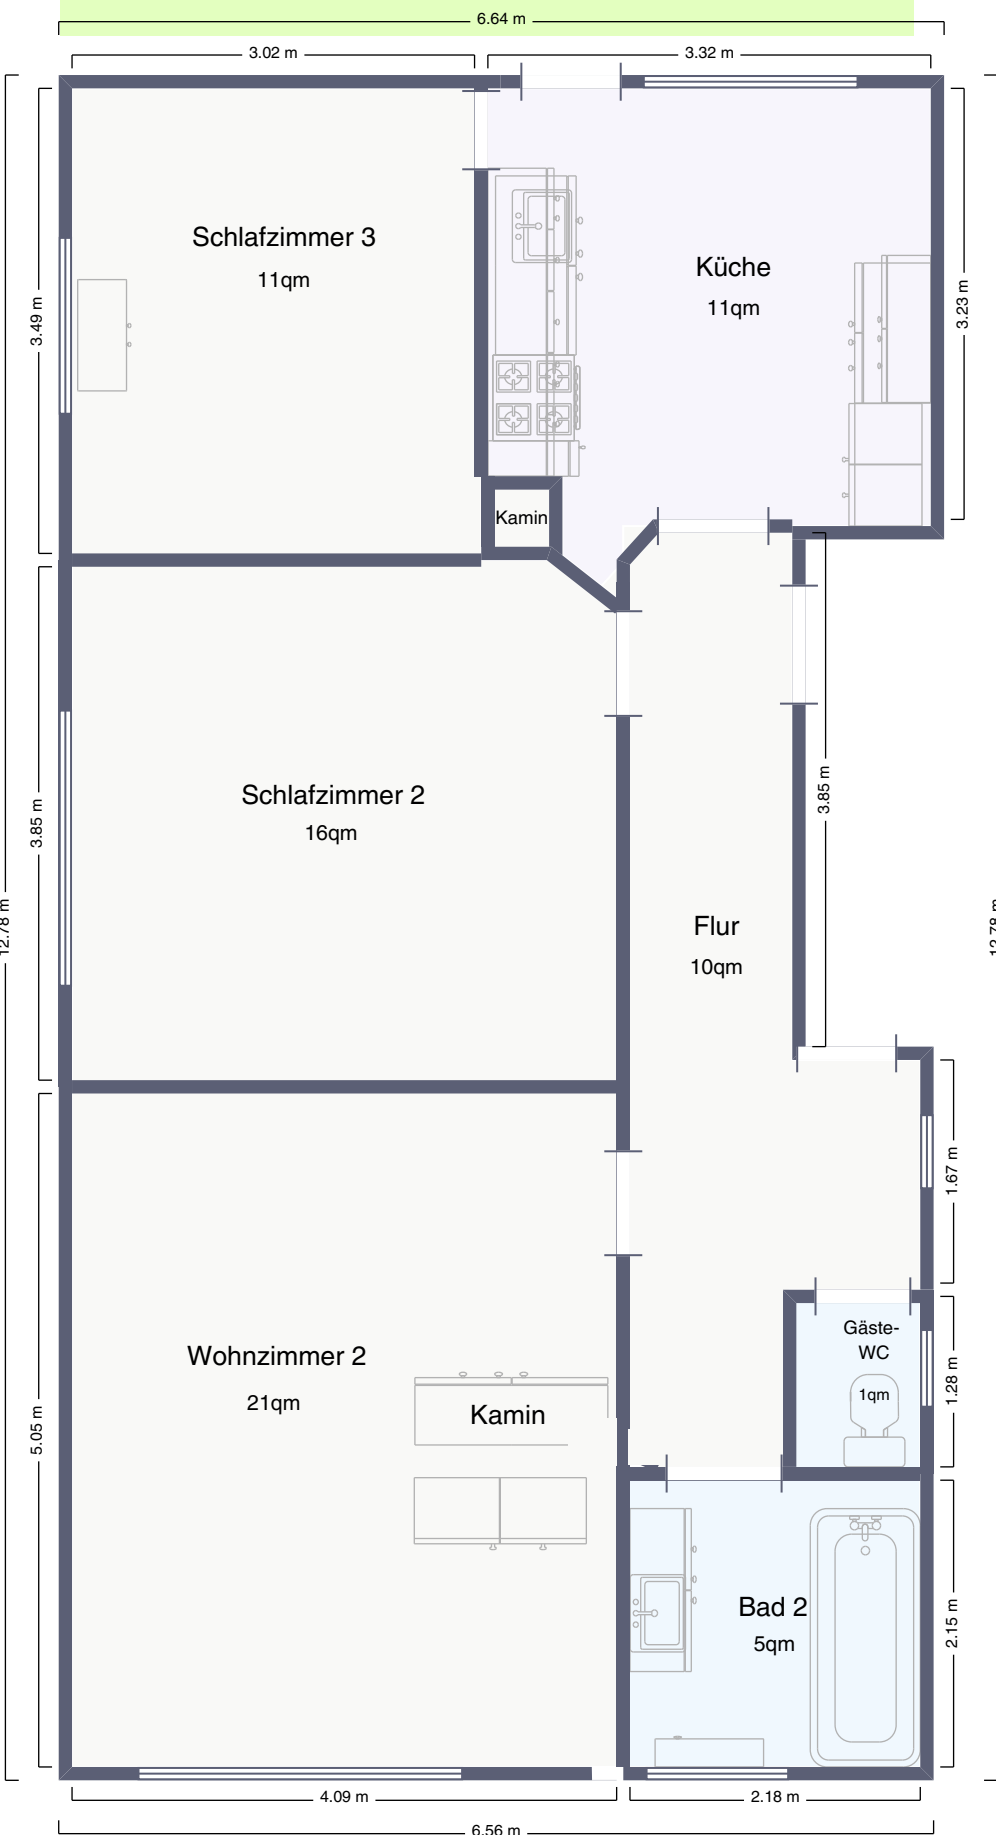 6.64 m
3.02 m
3.32 m
Schlafzimmer 3
11qm
Küche
11qm
3.49 m
3.23 m
Kamin
Schlafzimmer 2
16qm
3.85 m
3.85 m
12.78 m
12.78 m
Flur
10qm
1.67 m
Gäste-
WC
1qm
1.28 m
Wohnzimmer 2
21qm
Kamin
5.05 m
Bad 2
5qm
2.15 m
4.09 m
2.18 m
6.56 m